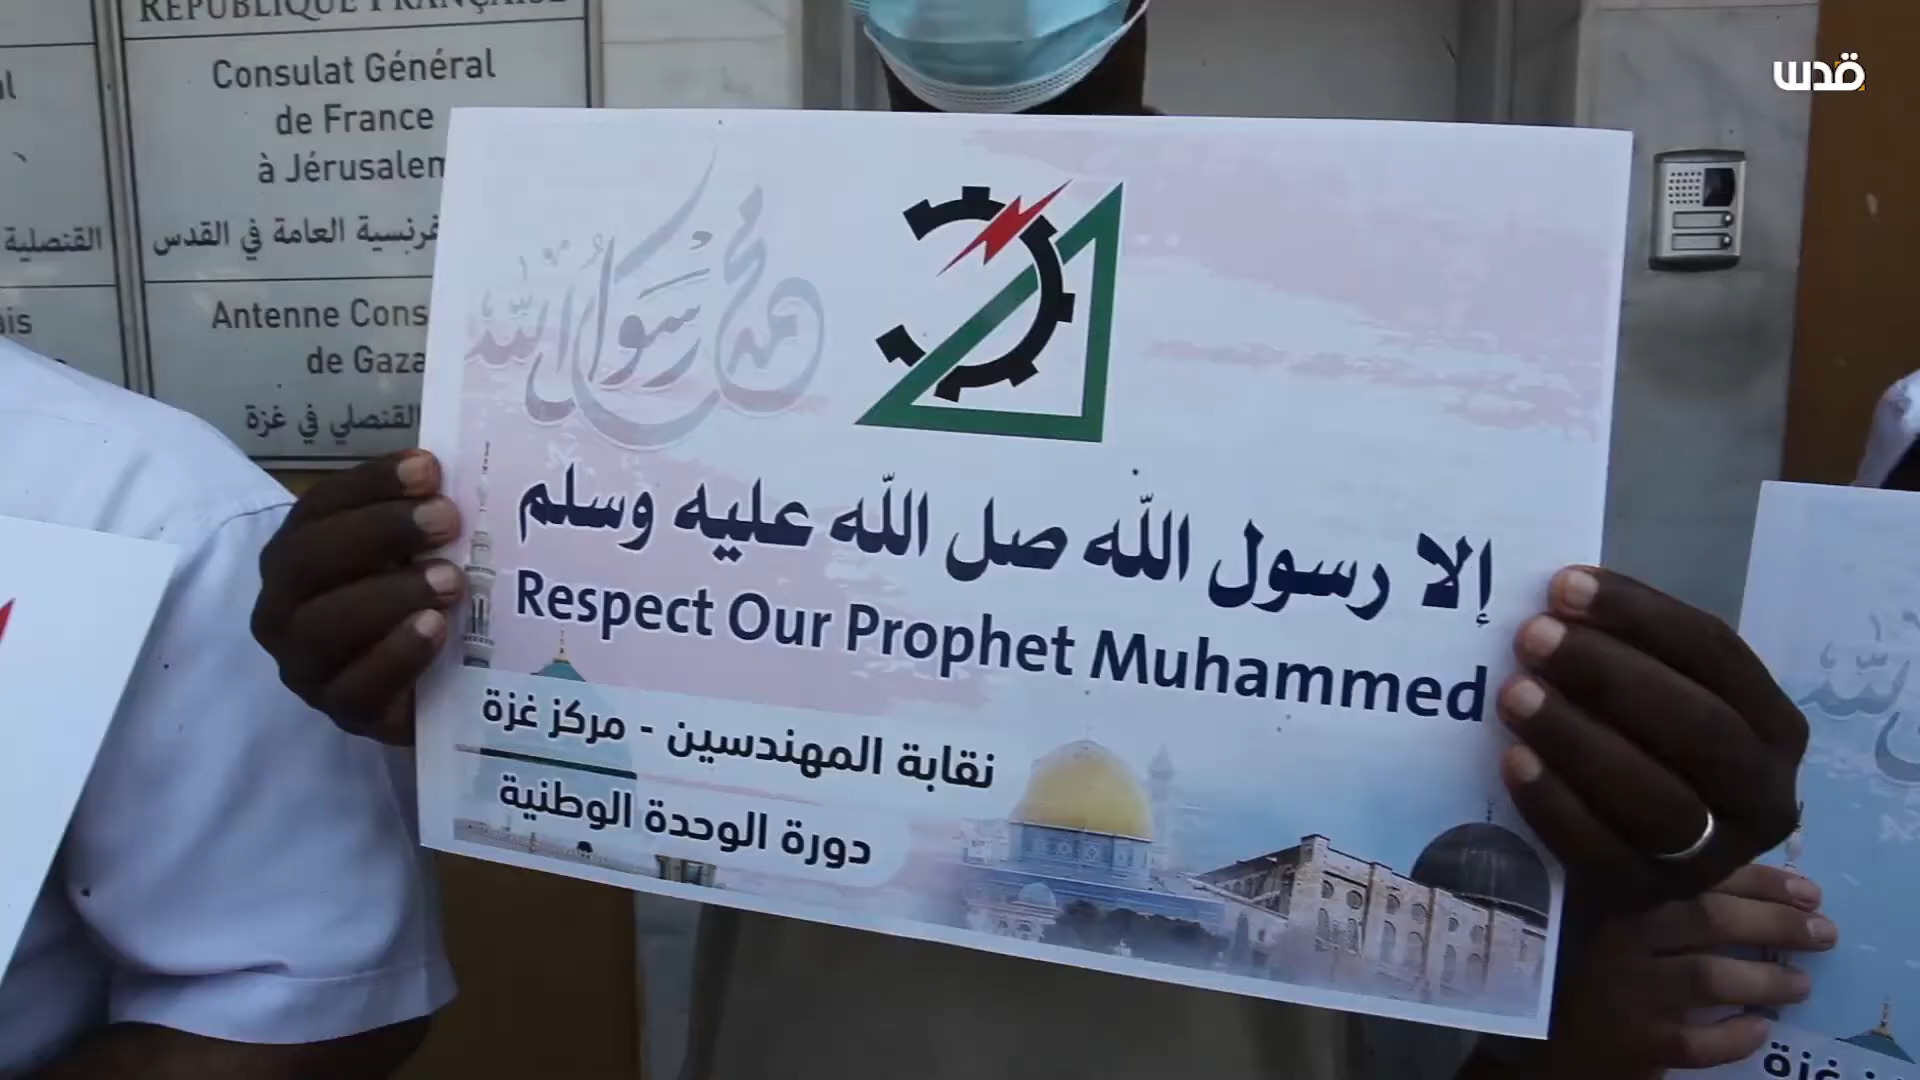 RÉPUBLIQUE FRANÇAISE
Consulat Général
de France
à Jérusalem
القنصلية
فرنسية العامة في القدس
Antenne Cons
de Gaza
القنصلي في غزة
قدس
محمد رسول الله
إلا رسول الله صل الله عليه وسلم
Respect Our Prophet Muhammed
نقابة المهندسين - مركز غزة
دورة الوحدة الوطنية
غزة